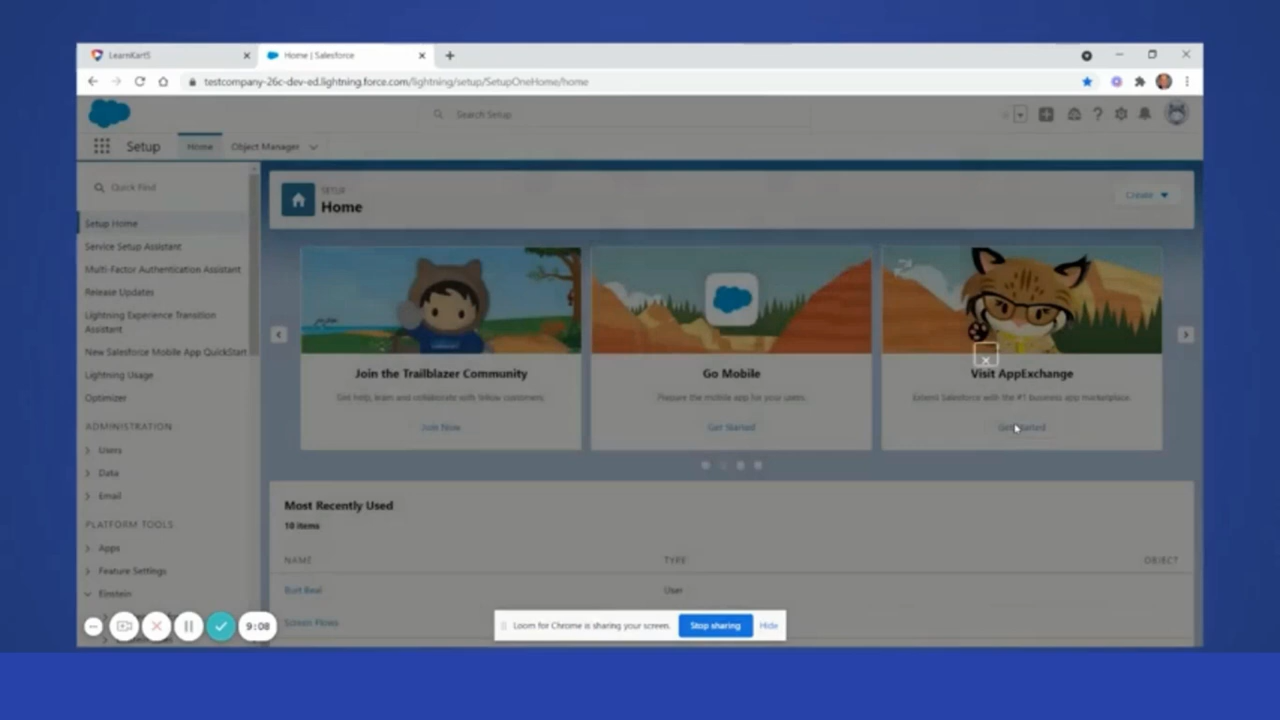 LearnKartS
Home | Salesforce
testcompany-26c-dev-ed.lightning.force.com/lightning/setup/SetupOneHome/home
Search Setup
Setup
Home
Object Manager
Quick Find
Setup Home
Service Setup Assistant
Multi-Factor Authentication Assistant
Release Updates
Lightning Experience Transition
Assistant
New Salesforce Mobile App QuickStart
Lightning Usage
Optimizer
ADMINISTRATION
Users
Data
Email
PLATFORM TOOLS
Apps
Feature Settings
Einstein
SETUP
Home
Create
Join the Trailblazer Community
Get help, learn and collaborate with fellow customers.
Join Now
Go Mobile
Prepare the mobile app for your users.
Get Started
Visit AppExchange
Extend Salesforce with the #1 business app marketplace.
Get Started
Most Recently Used
10 items
NAME
TYPE
OBJECT
User
Screen Flows
9:08
Loom for Chrome is sharing your screen.
Stop sharing
Hide